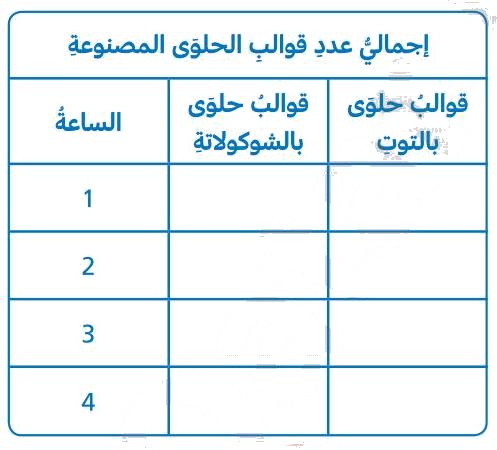 إجماليُّ عددِ قوالبِ الحلوَى المصنوعةِ
قوالبُ حلوَى بالتوتِ
قوالبُ حلوَى بالشوكولاتةِ
الساعةُ
1
2
3
4